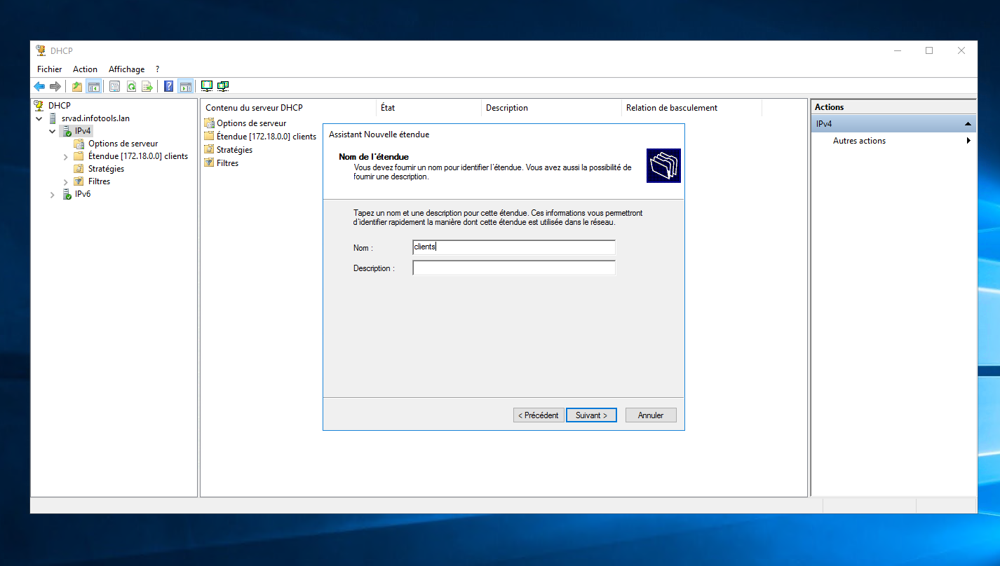 DHCP
Fichier Action Affichage ?
DHCP
srvad.infotools.lan
IPv4
Options de serveur
Étendue [172.18.0.0] clients
Stratégies
Filtres
IPv6
Contenu du serveur DHCP État Description Relation de basculement
Options de serveur
Étendue [172.18.0.0] clients
Stratégies
Filtres
Assistant Nouvelle étendue
Nom de l'étendue
Vous devez fournir un nom pour identifier l'étendue. Vous avez aussi la possibilité de
fournir une description.
Tapez un nom et une description pour cette étendue. Ces informations vous permettront
d'identifier rapidement la manière dont cette étendue est utilisée dans le réseau.
Nom : clients
Description :
< Précédent Suivant > Annuler
Actions
IPv4
Autres actions